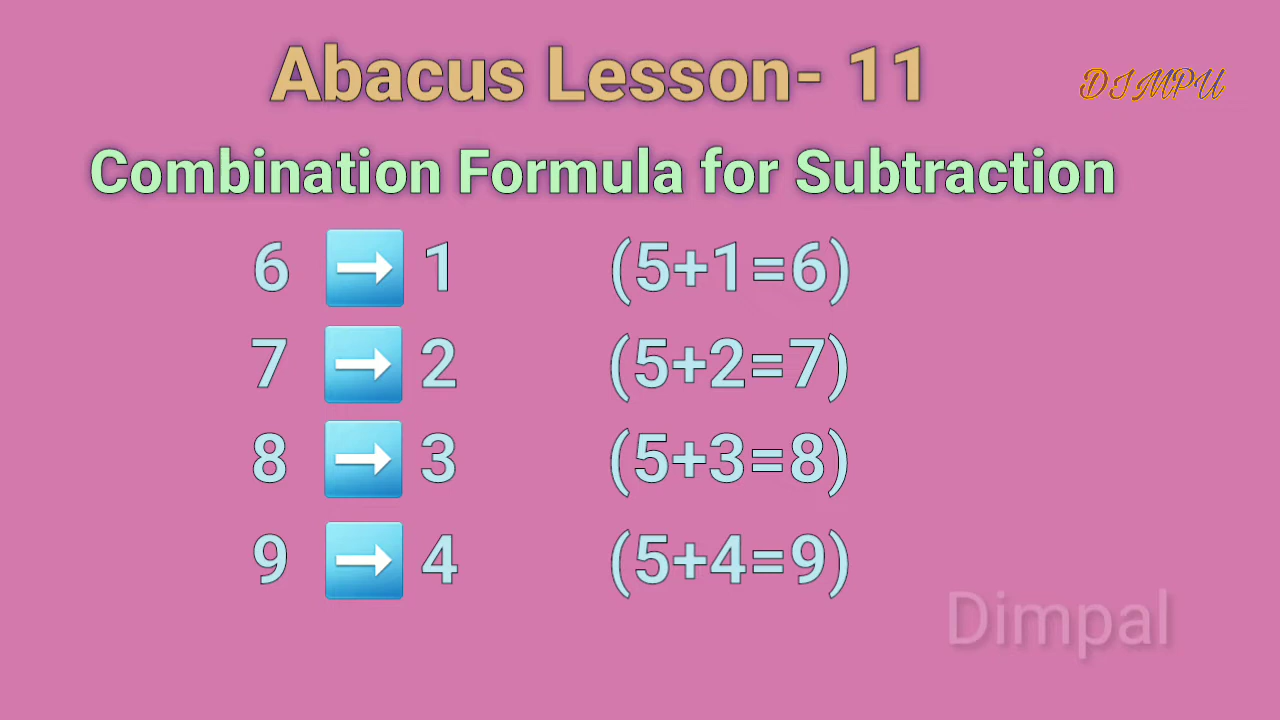 Abacus Lesson- 11
DIMPU
Combination Formula for Subtraction
6 ➡ 1 (5+1=6)
7 ➡ 2 (5+2=7)
8 ➡ 3 (5+3=8)
9 ➡ 4 (5+4=9)
Dimpal